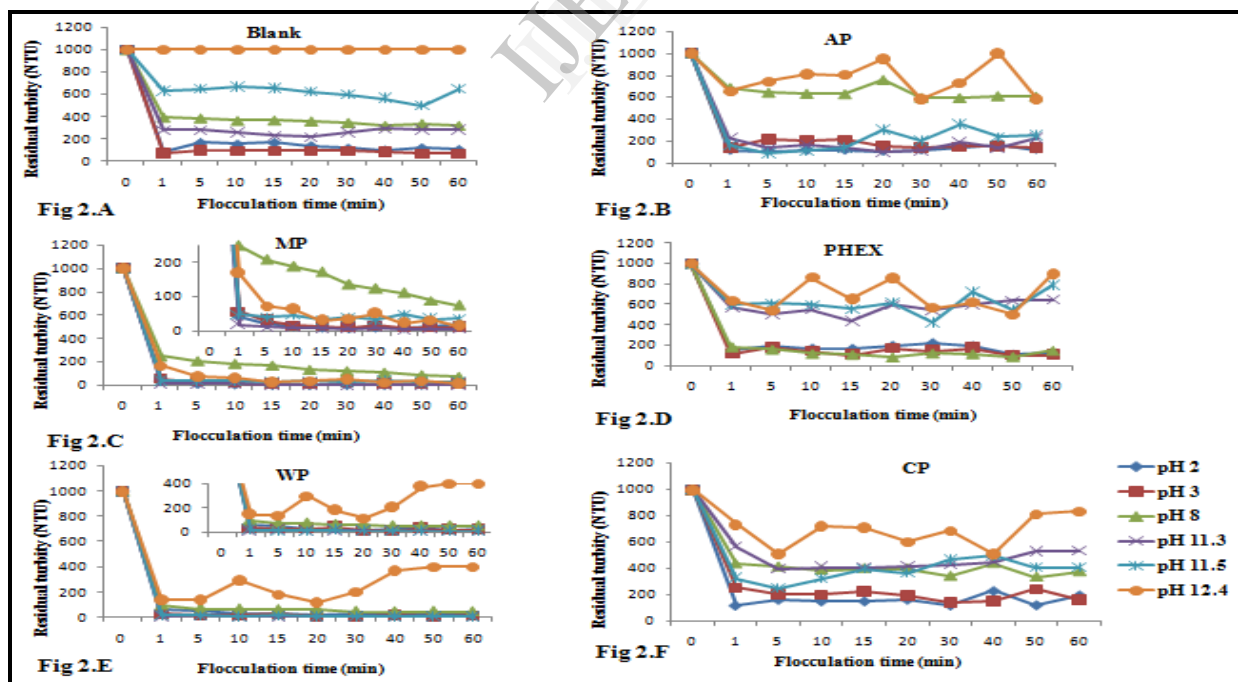 IJE
Blank
1200
1000
800
600
400
200
0
Residual turbity (NTU)
0 1 5 10 15 20 30 40 50 60
Flocculation time (min)
Fig 2.A
AP
1200
1000
800
600
400
200
0
Residual turbity (NTU)
0 1 5 10 15 20 30 40 50 60
Flocculation time (min)
Fig 2.B
MP
1200
1000
800
600
400
200
0
Residual turbity (NTU)
200
100
0
0 1 5 10 15 20 30 40 50 60
0 1 5 10 15 20 30 40 50 60
Flocculation time (min)
Fig 2.C
PHEX
1200
1000
800
600
400
200
0
Residual turbity (NTU)
0 1 5 10 15 20 30 40 50 60
Flocculation time (min)
Fig 2.D
WP
1200
1000
800
600
400
200
0
Residual turbity (NTU)
400
200
0
0 1 5 10 15 20 30 40 50 60
0 1 5 10 15 20 30 40 50 60
Flocculation time (min)
Fig 2.E
CP
1200
1000
800
600
400
200
0
Residual turbity (NTU)
0 1 5 10 15 20 30 40 50 60
Flocculation time (min)
Fig 2.F
pH 2
pH 3
pH 8
pH 11.3
pH 11.5
pH 12.4